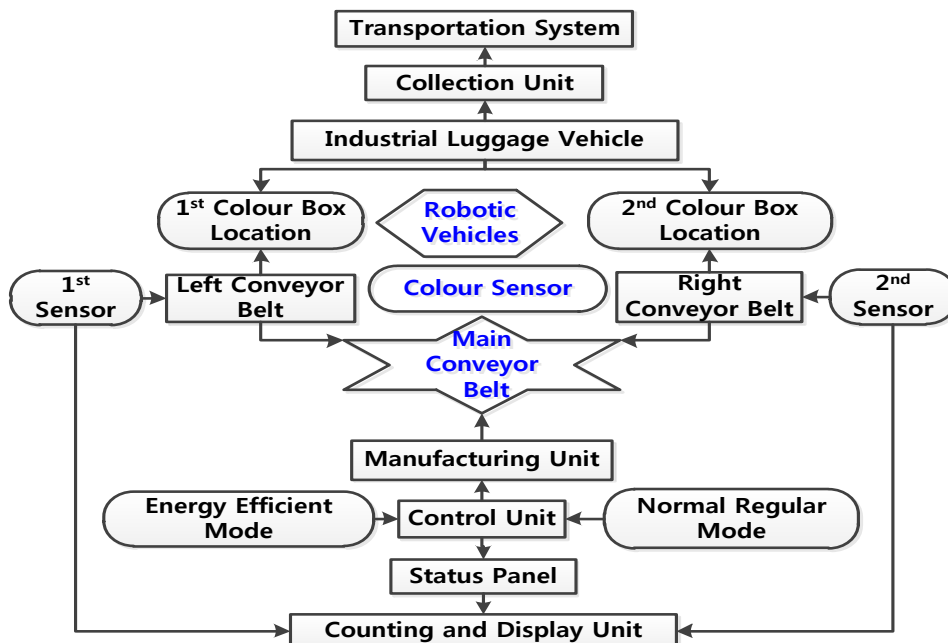 Transportation System
Collection Unit
Industrial Luggage Vehicle
1st Colour Box
Location
Robotic
Vehicles
2nd Colour Box
Location
1st
Sensor
Left Conveyor
Belt
Colour Sensor
Right
Conveyor Belt
2nd
Sensor
Main
Conveyor
Belt
Manufacturing Unit
Energy Efficient
Mode
Control Unit
Normal Regular
Mode
Status Panel
Counting and Display Unit